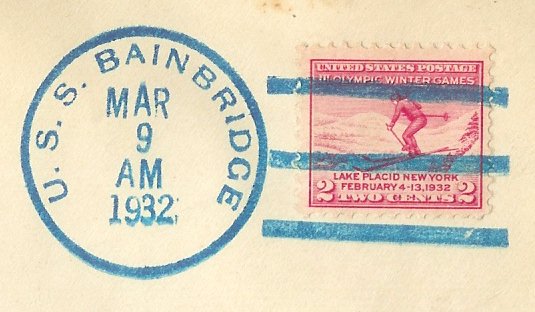 U. S. S. BAINBRIDGE
MAR
9
AM
1932
UNITED STATES POSTAGE
III OLYMPIC WINTER GAMES
LAKE PLACID NEW YORK
FEBRUARY 4-13, 1932
2 TWO CENTS 2